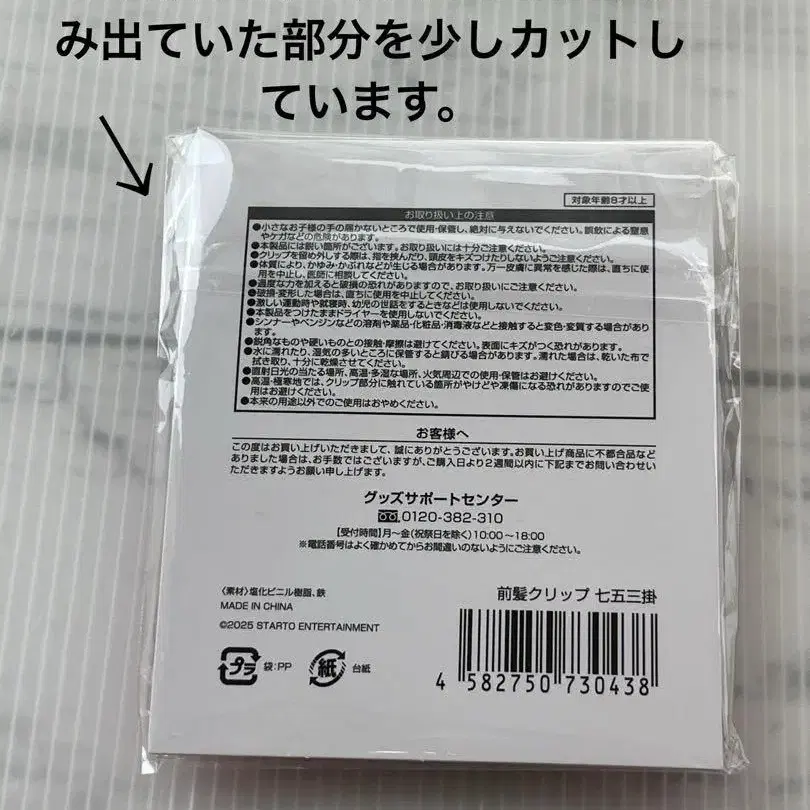 み出ていた部分を少しカットし
ています。
対象年齢8才以上
お取り扱い上の注意
●小さなお子様の手の届かないところで使用・保管し、絶対に与えないでください。誤飲による窒息
やケガなどの危険があります。
●本製品には鋭い箇所がございます。お取り扱いには十分ご注意ください。
●クリップを留め外しする際は、指を挟んだり、頭皮をキズつけたりしないようご注意ください。
●体質により、かゆみ・かぶれなどが生じる場合があります。万一皮膚に異常を感じた際は、直ちに使
用を中止し、医師に相談してください。
●過度な力を加えると破損の恐れがありますので、お取り扱いにご注意ください。
●破損・変形した場合は、直ちに使用を中止してください。
●激しい運動時や就寝時、幼児の世話をするときなどは使用しないでください。
●本製品をつけたままドライヤーを使用しないでください。
●シンナーやベンジンなどの溶剤や薬品・化粧品・消毒液などと接触すると変色・変質する場合があり
ます。
●鋭角なものや硬いものとの接触・摩擦は避けてください。表面にキズがつく恐れがあります。
●水に濡れたり、湿気の多いところに保管すると錆びる場合があります。濡れた場合は、乾いた布で
拭き取り、十分に乾燥させてください。
●直射日光の当たる場所、高温・多湿な場所、火気周辺での使用・保管はお避けください。
●高温・極寒地では、クリップ部分に触れている箇所がやけどや凍傷になる恐れがありますのでご使
用はお避けください。
●本来の用途以外でのご使用はおやめください。
お客様へ
この度はお買い上げいただきまして、誠にありがとうございます。お買い上げ商品に不都合品など
ありました場合は、お手数ではございますが、ご購入日より2週間以内に下記までお問い合わせい
ただきますようお願い申し上げます。
グッズサポートセンター
0120-382-310
【受付時間】月〜金(祝祭日を除く)10:00〜18:00
※電話番号はよく確かめてからお間違いのないようにご注意ください。
〈素材〉塩化ビニル樹脂、鉄
MADE IN CHINA
©2025 STARTO ENTERTAINMENT
前髪クリップ 七五三掛
プラ 袋:PP
紙 台紙
4 582750 730438